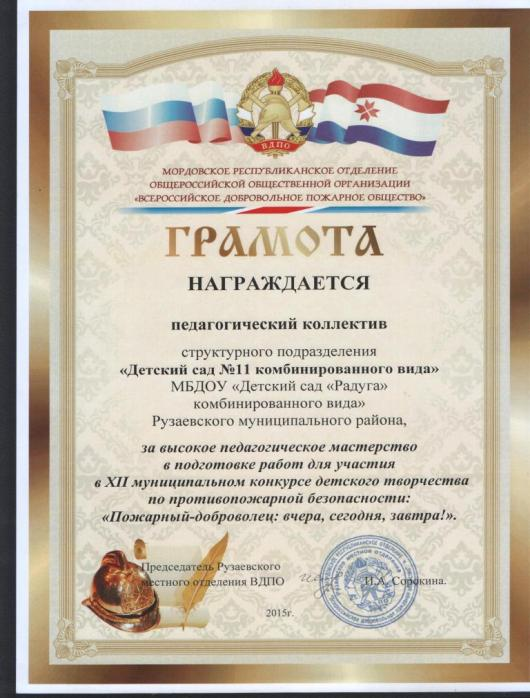 ВДПО
МОРДОВСКОЕ РЕСПУБЛИКАНСКОЕ ОТДЕЛЕНИЕ
ОБЩЕРОССИЙСКОЙ ОБЩЕСТВЕННОЙ ОРГАНИЗАЦИИ
«ВСЕРОССИЙСКОЕ ДОБРОВОЛЬНОЕ ПОЖАРНОЕ ОБЩЕСТВО»
ГРАМОТА
НАГРАЖДАЕТСЯ
педагогический коллектив
структурного подразделения
«Детский сад №11 комбинированного вида»
МБДОУ «Детский сад «Радуга»
комбинированного вида»
Рузаевского муниципального района,
за высокое педагогическое мастерство
в подготовке работ для участия
в XII муниципальном конкурсе детского творчества
по противопожарной безопасности:
«Пожарный-доброволец: вчера, сегодня, завтра!».
Председатель Рузаевского
местного отделения ВДПО
И.А. Сорокина.
2015г.